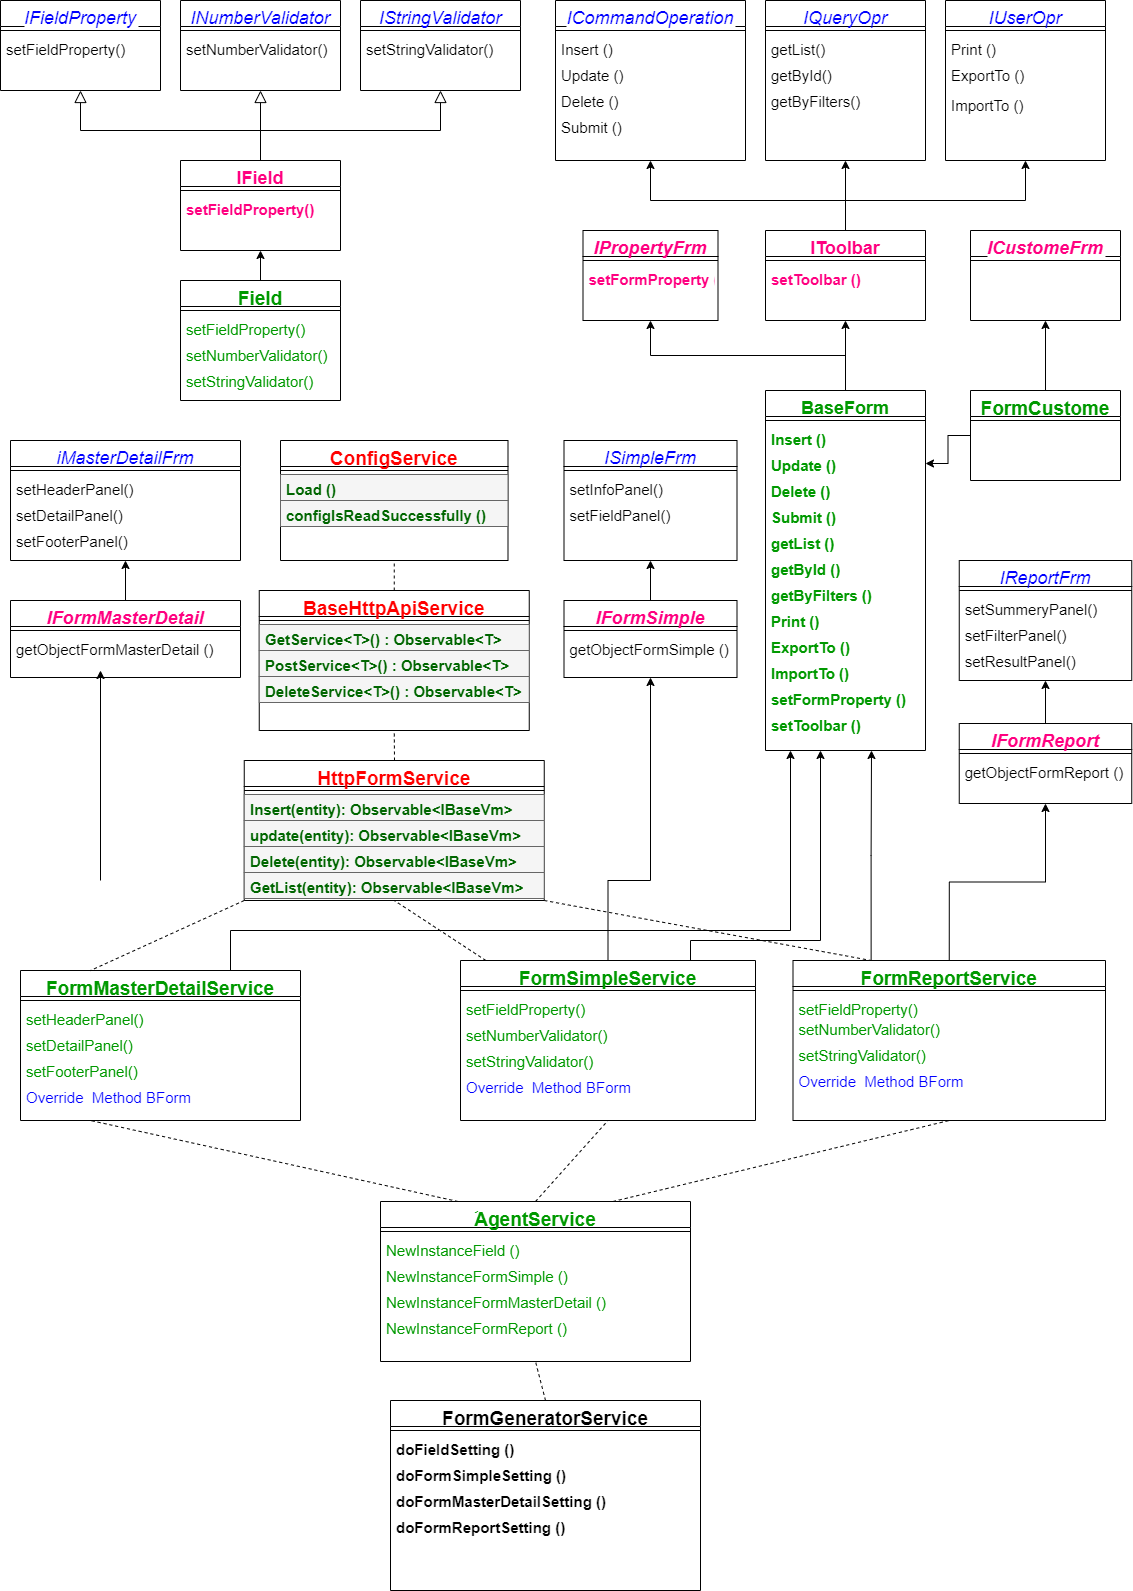 IFieldProperty
setFieldProperty()
INumberValidator
setNumberValidator()
IStringValidator
setStringValidator()
ICommandOperation
Insert ()
Update ()
Delete ()
Submit ()
IQueryOpr
getList()
getById()
getByFilters()
IUserOpr
Print ()
ExportTo ()
ImportTo ()
IField
setFieldProperty()
Field
setFieldProperty()
setNumberValidator()
setStringValidator()
IPropertyFrm
setFormProperty (
IToolbar
setToolbar ()
ICustomeFrm
BaseForm
Insert ()
Update ()
Delete ()
Submit ()
getList ()
getById ()
getByFilters ()
Print ()
ExportTo ()
ImportTo ()
setFormProperty ()
setToolbar ()
FormCustome
iMasterDetailFrm
setHeaderPanel()
setDetailPanel()
setFooterPanel()
ConfigService
Load ()
configIsReadSuccessfully ()
ISimpleFrm
setInfoPanel()
setFieldPanel()
IReportFrm
setSummeryPanel()
setFilterPanel()
setResultPanel()
IFormMasterDetail
getObjectFormMasterDetail ()
BaseHttpApiService
GetService<T>() : Observable<T>
PostService<T>() : Observable<T>
DeleteService<T>() : Observable<T>
IFormSimple
getObjectFormSimple ()
IFormReport
getObjectFormReport ()
HttpFormService
Insert(entity): Observable<IBaseVm>
update(entity): Observable<IBaseVm>
Delete(entity): Observable<IBaseVm>
GetList(entity): Observable<IBaseVm>
FormMasterDetailService
setHeaderPanel()
setDetailPanel()
setFooterPanel()
Override  Method BForm
FormSimpleService
setFieldProperty()
setNumberValidator()
setStringValidator()
Override  Method BForm
FormReportService
setFieldProperty()
setNumberValidator()
setStringValidator()
Override  Method BForm
AgentService
NewInstanceField ()
NewInstanceFormSimple ()
NewInstanceFormMasterDetail ()
NewInstanceFormReport ()
FormGeneratorService
doFieldSetting ()
doFormSimpleSetting ()
doFormMasterDetailSetting ()
doFormReportSetting ()